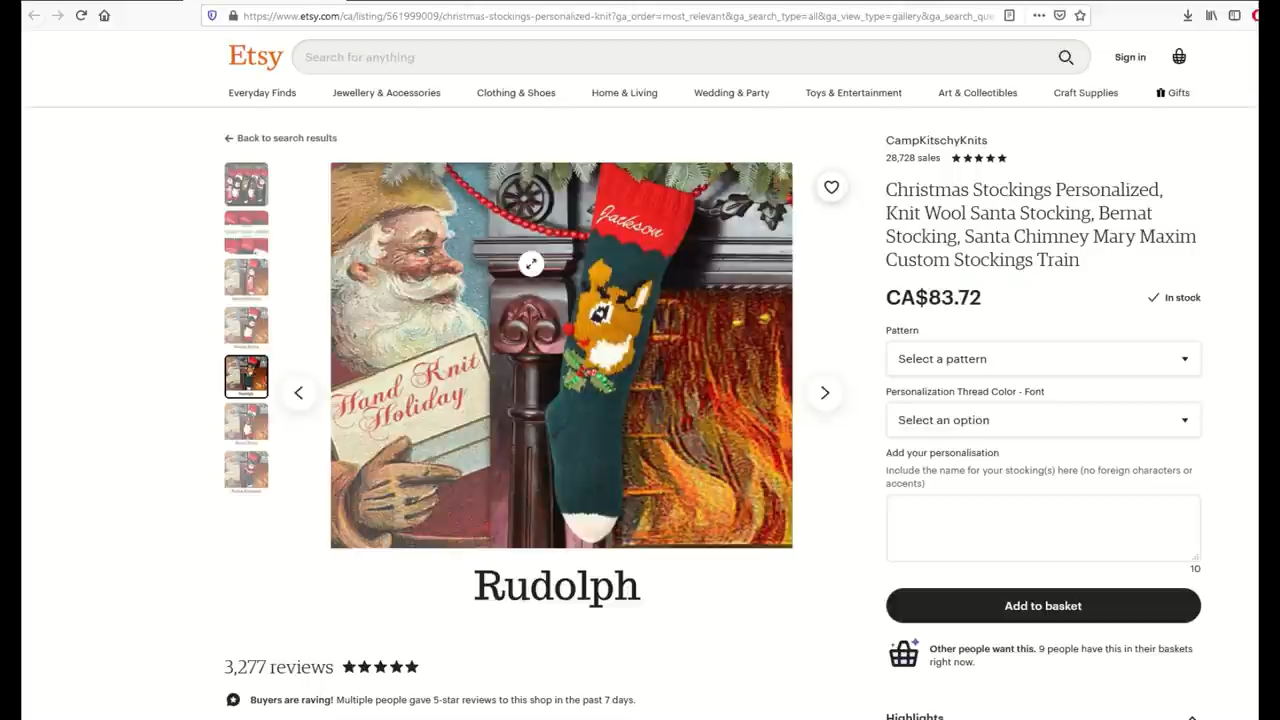 https://www.etsy.com/ca/listing/561999009/christmas-stockings-personalized-knit?ga_order=most_relevant&ga_search_type=all&ga_view_type=gallery&ga_search_que
Etsy
Search for anything
Sign in
Everyday Finds
Jewellery & Accessories
Clothing & Shoes
Home & Living
Wedding & Party
Toys & Entertainment
Art & Collectibles
Craft Supplies
Gifts
Back to search results
Jackson
Hand Knit
Holiday
Rudolph
3,277 reviews
Buyers are raving! Multiple people gave 5-star reviews to this shop in the past 7 days.
CampKitschyKnits
28,728 sales
Christmas Stockings Personalized,
Knit Wool Santa Stocking, Bernat
Stocking, Santa Chimney Mary Maxim
Custom Stockings Train
CA$83.72
In stock
Pattern
Select a pattern
Personalization Thread Color - Font
Select an option
Add your personalisation
Include the name for your stocking(s) here (no foreign characters or
accents)
10
Add to basket
Other people want this. 9 people have this in their baskets
right now.
Highlights